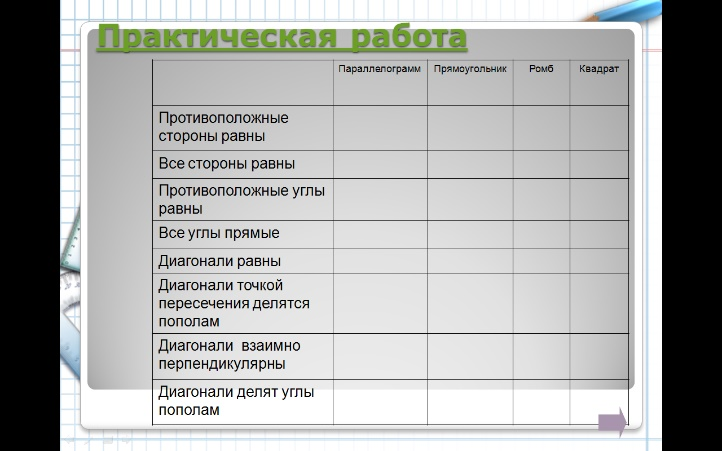 Практическая работа
Параллелограмм Прямоугольник Ромб Квадрат
Противоположные
стороны равны
Все стороны равны
Противоположные углы
равны
Все углы прямые
Диагонали равны
Диагонали точкой
пересечения делятся
пополам
Диагонали взаимно
перпендикулярны
Диагонали делят углы
пополам